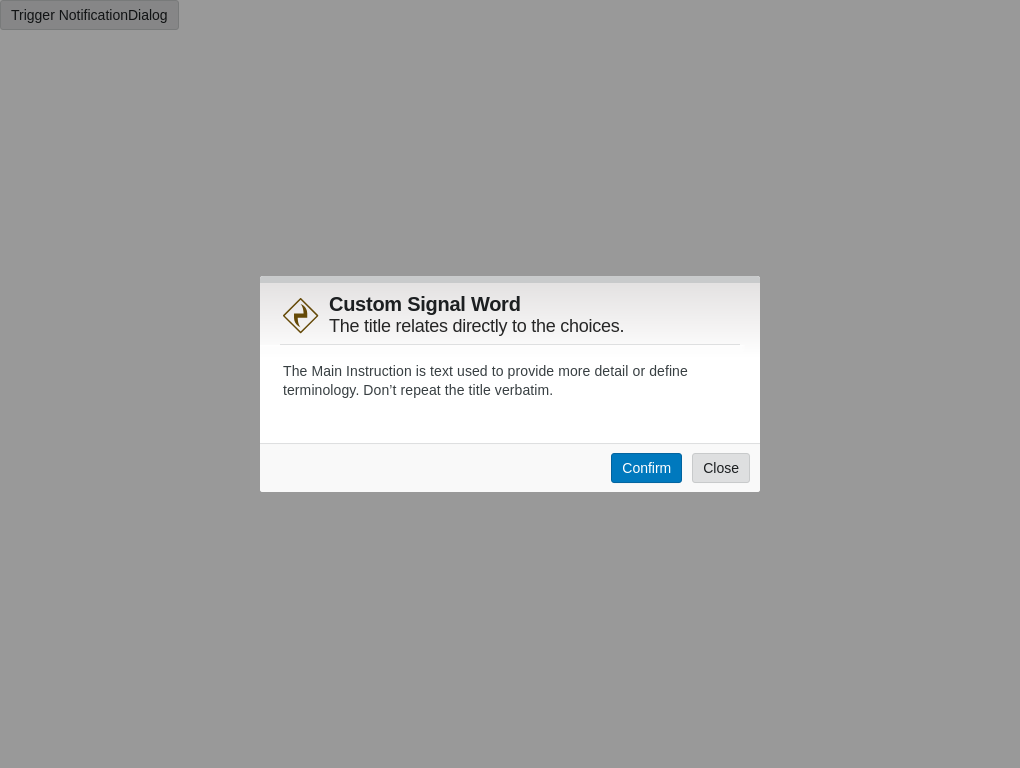 Trigger NotificationDialog
Custom Signal Word
The title relates directly to the choices.
The Main Instruction is text used to provide more detail or define
terminology. Don’t repeat the title verbatim.
Confirm Close